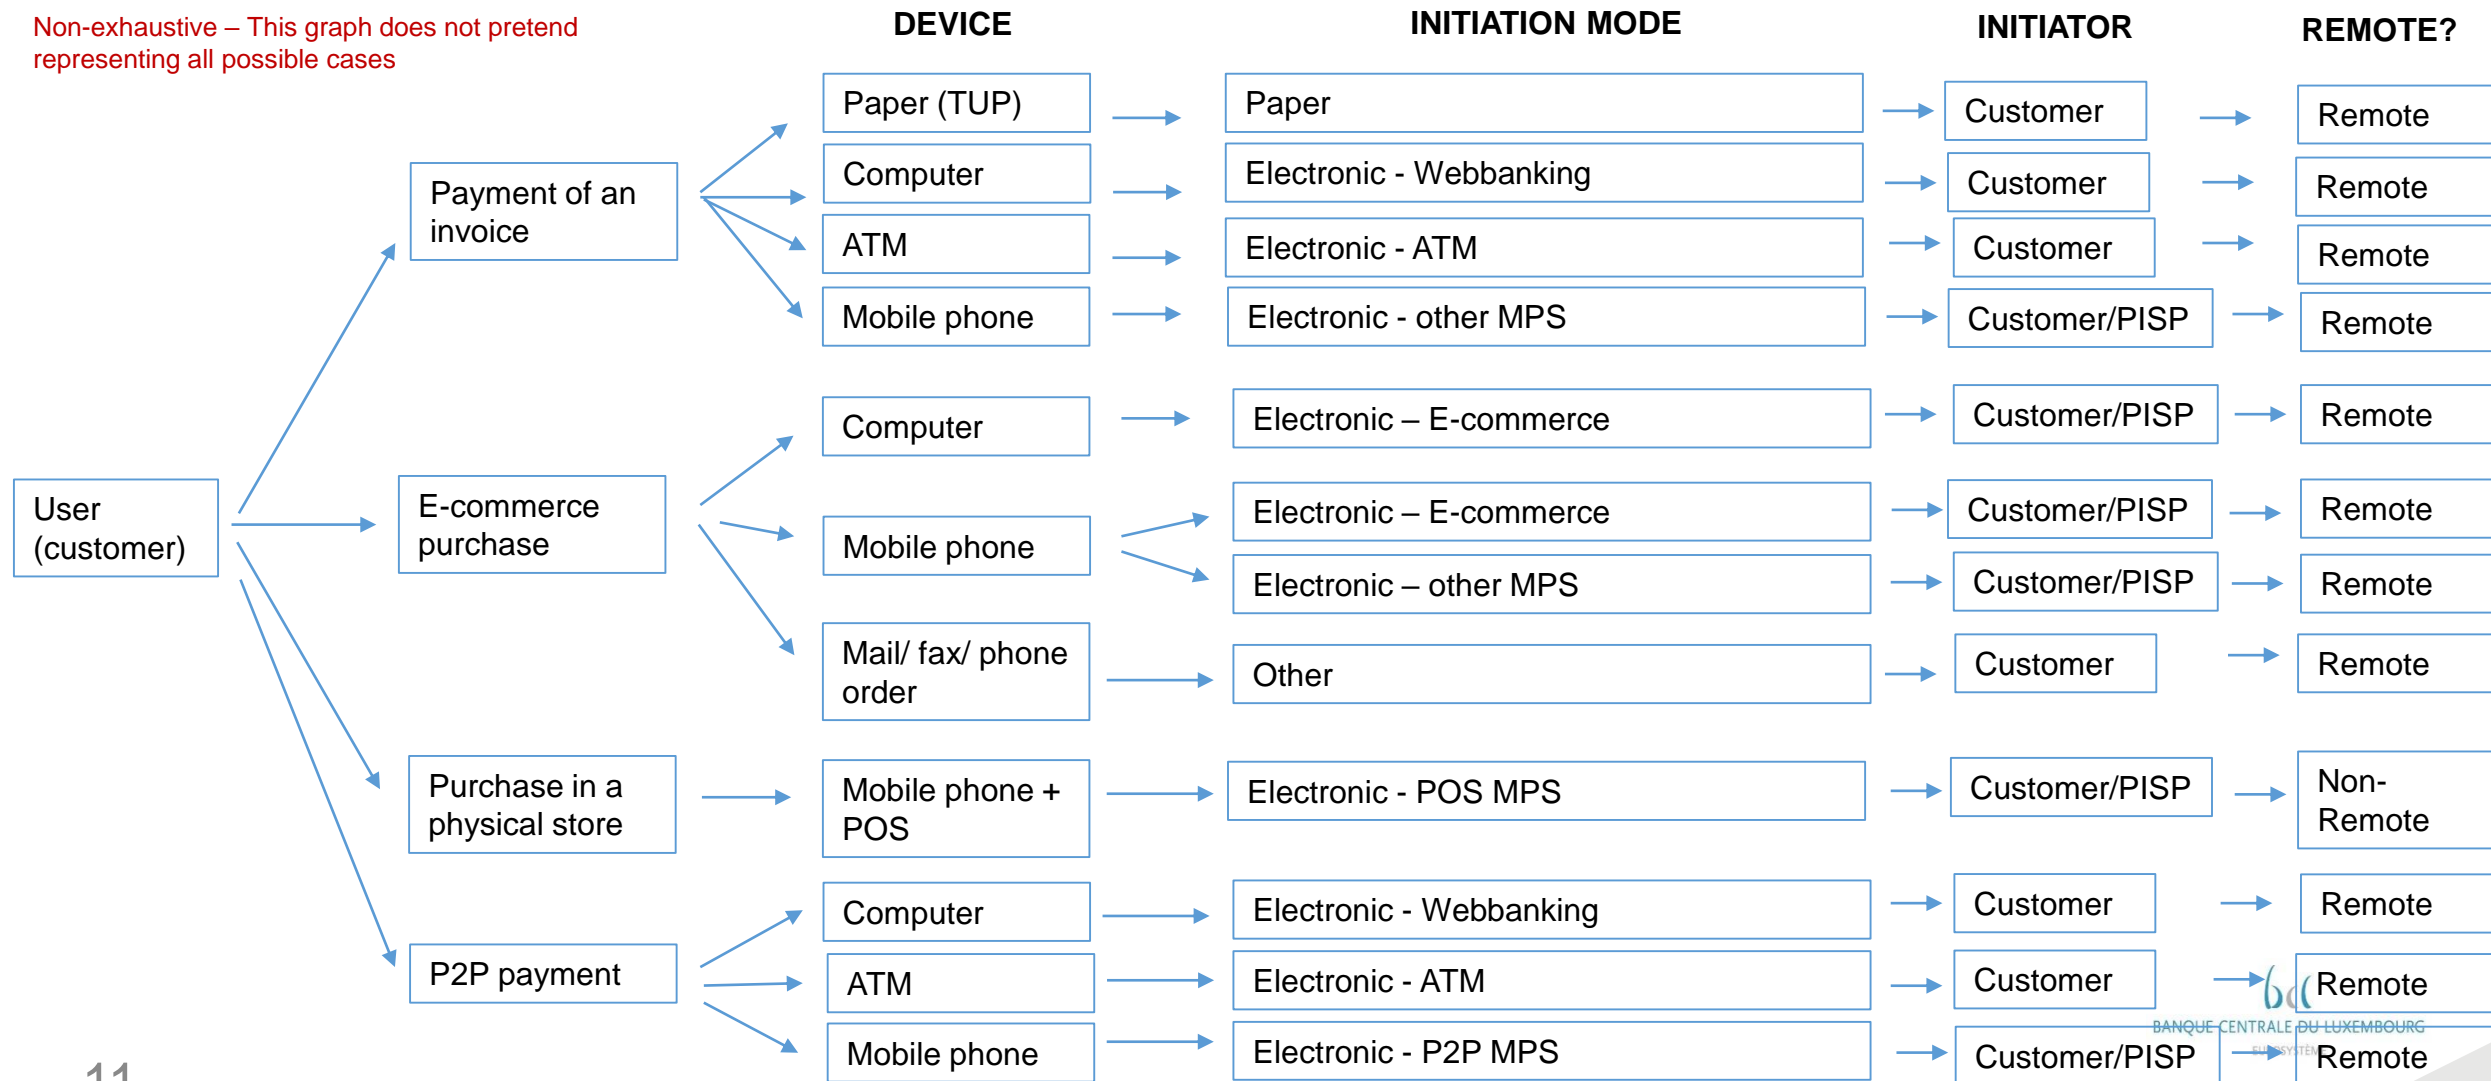 Non-exhaustive – This graph does not pretend
representing all possible cases
DEVICE
INITIATION MODE
INITIATOR
REMOTE?
Paper (TUP)
Paper
Customer
Remote
Payment of an
invoice
Computer
Electronic - Webbanking
Customer
Remote
ATM
Electronic - ATM
Customer
Remote
Mobile phone
Electronic - other MPS
Customer/PISP
Remote
Computer
Electronic – E-commerce
Customer/PISP
Remote
User
(customer)
E-commerce
purchase
Mobile phone
Electronic – E-commerce
Customer/PISP
Remote
Electronic – other MPS
Customer/PISP
Remote
Mail/ fax/ phone
order
Other
Customer
Remote
Purchase in a
physical store
Mobile phone +
POS
Electronic - POS MPS
Customer/PISP
Non-
Remote
P2P payment
Computer
Electronic - Webbanking
Customer
Remote
ATM
Electronic - ATM
Customer
Remote
bcl
BANQUE CENTRALE DU LUXEMBOURG
EUROSYSTÈME
Mobile phone
Electronic - P2P MPS
Customer/PISP
Remote
11